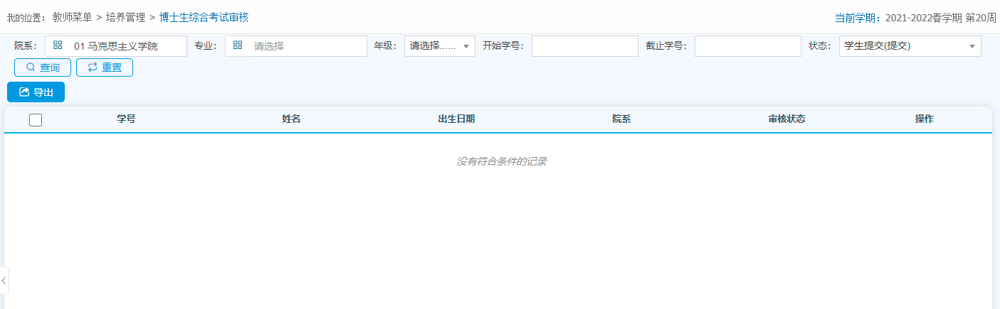 我的位置： 教师菜单 > 培养管理 > 博士生综合考试审核 当前学期：2021-2022春学期 第20周
院系： 01 马克思主义学院 专业： 请选择 年级： 请选择...... 开始学号： 截止学号： 状态： 学生提交(提交)
查询 重置
导出
学号 姓名 出生日期 院系 审核状态 操作
没有符合条件的记录